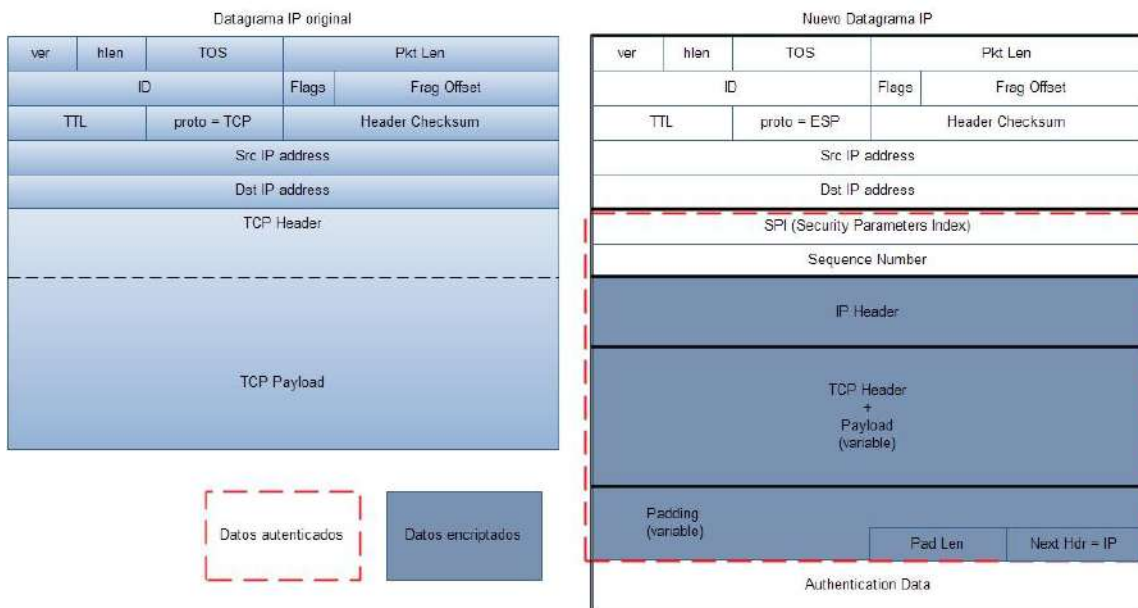 Datagrama IP original
ver hlen TOS Pkt Len
ID Flags Frag Offset
TTL proto = TCP Header Checksum
Src IP address
Dst IP address
TCP Header
TCP Payload
Datos autenticados
Datos encriptados
Nuevo Datagrama IP
ver hlen TOS Pkt Len
ID Flags Frag Offset
TTL proto = ESP Header Checksum
Src IP address
Dst IP address
SPI (Security Parameters Index)
Sequence Number
IP Header
TCP Header
+
Payload
(variable)
Padding
(variable)
Pad Len Next Hdr = IP
Authentication Data